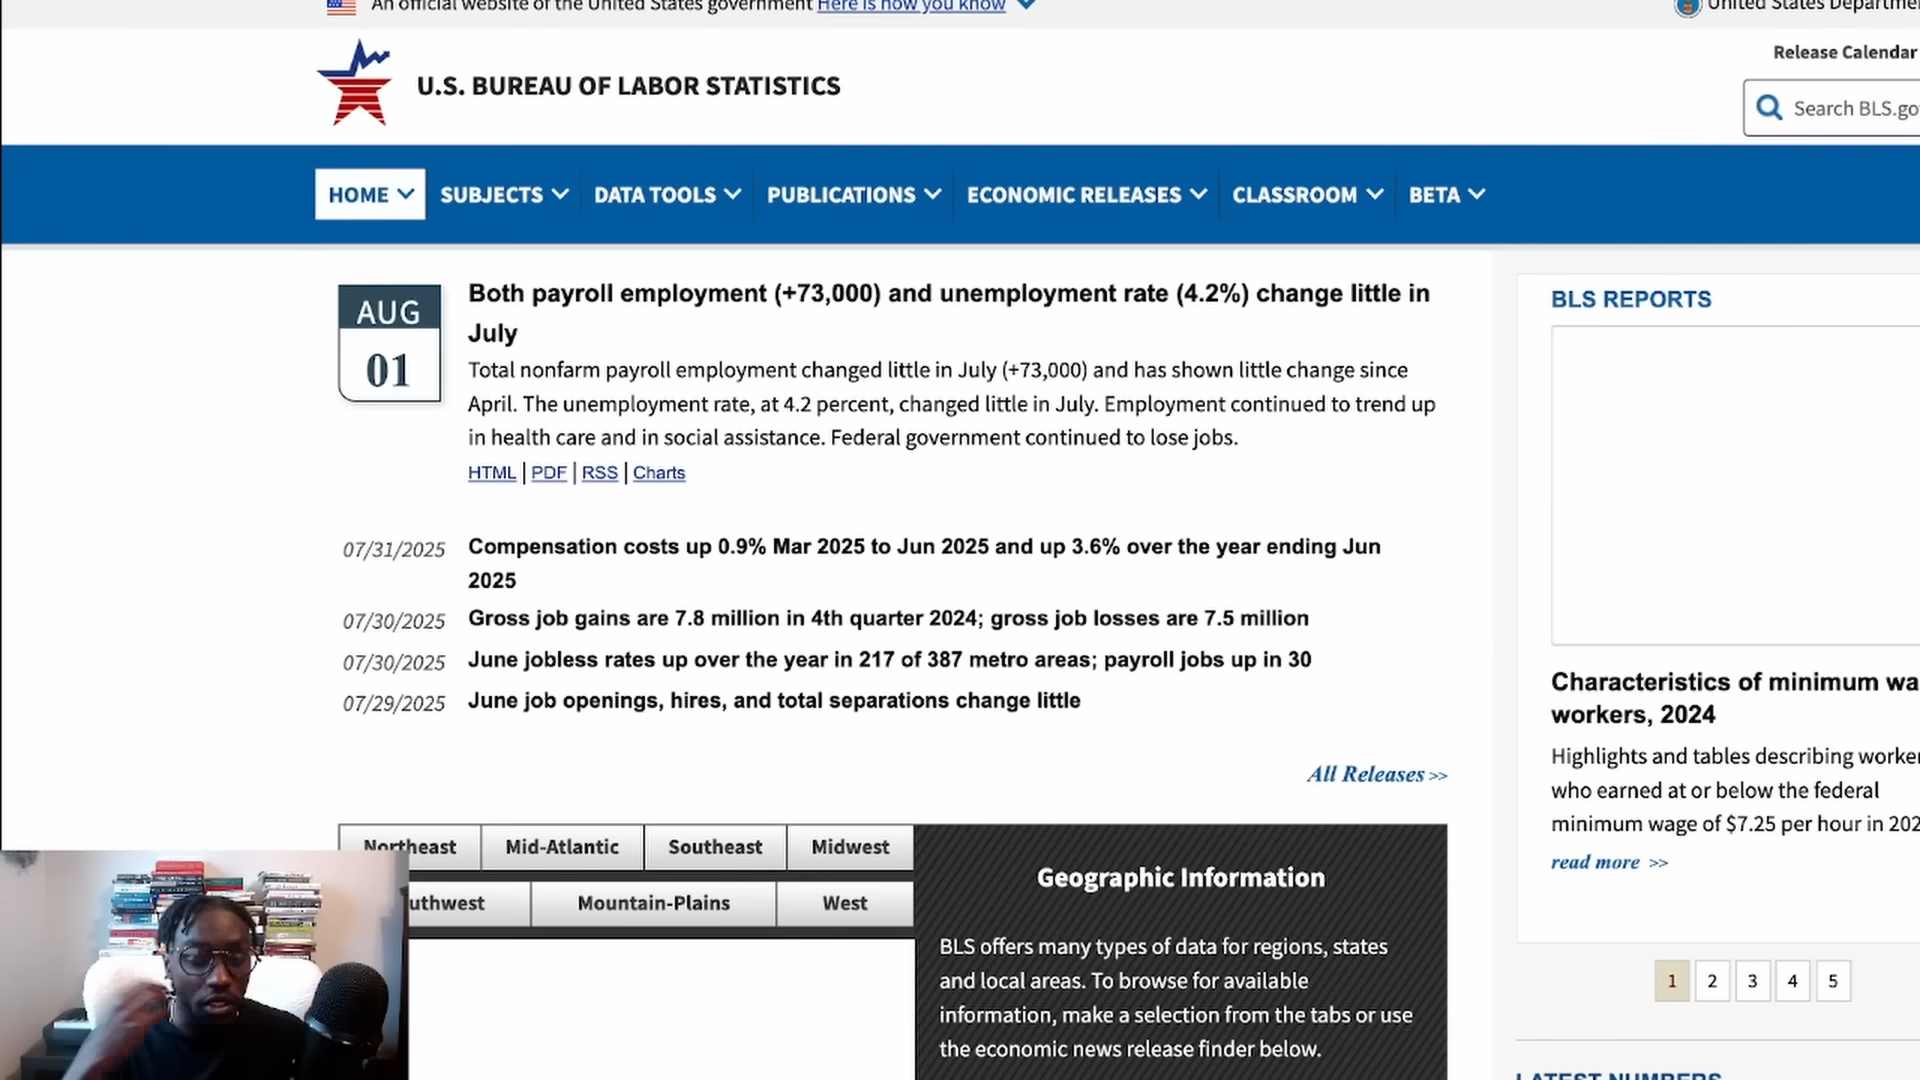 An official website of the United States government Here is how you know
United States
Release Calendar
U.S. BUREAU OF LABOR STATISTICS
Search
HOME SUBJECTS DATA TOOLS PUBLICATIONS ECONOMIC RELEASES CLASSROOM BETA
AUG
01
Both payroll employment (+73,000) and unemployment rate (4.2%) change little in
July
Total nonfarm payroll employment changed little in July (+73,000) and has shown little change since
April. The unemployment rate, at 4.2 percent, changed little in July. Employment continued to trend up
in health care and in social assistance. Federal government continued to lose jobs.
HTML | PDF | RSS | Charts
07/31/2025 Compensation costs up 0.9% Mar 2025 to Jun 2025 and up 3.6% over the year ending Jun
2025
07/30/2025 Gross job gains are 7.8 million in 4th quarter 2024; gross job losses are 7.5 million
07/30/2025 June jobless rates up over the year in 217 of 387 metro areas; payroll jobs up in 30
07/29/2025 June job openings, hires, and total separations change little
All Releases >>
Northeast Mid-Atlantic Southeast Midwest
uthwest Mountain-Plains West
Geographic Information
BLS offers many types of data for regions, states
and local areas. To browse for available
information, make a selection from the tabs or use
the economic news release finder below.
BLS REPORTS
Characteristics of minimum wa
workers, 2024
Highlights and tables describing worke
who earned at or below the federal
minimum wage of $7.25 per hour in 202
read more >>
1 2 3 4 5
LATEST NUMBERS